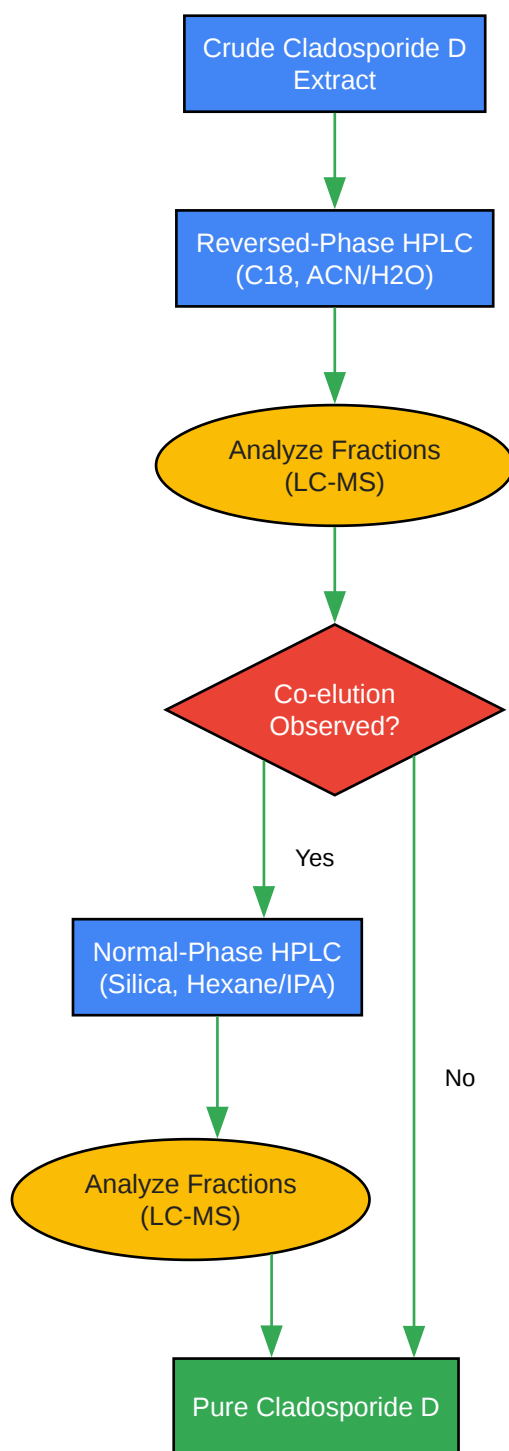 Crude Cladosporide D
Extract
Reversed-Phase HPLC
(C18, ACN/H2O)
Analyze Fractions
(LC-MS)
Co-elution
Observed?
Yes
Normal-Phase HPLC
(Silica, Hexane/IPA)
No
Analyze Fractions
(LC-MS)
Pure Cladosporide D